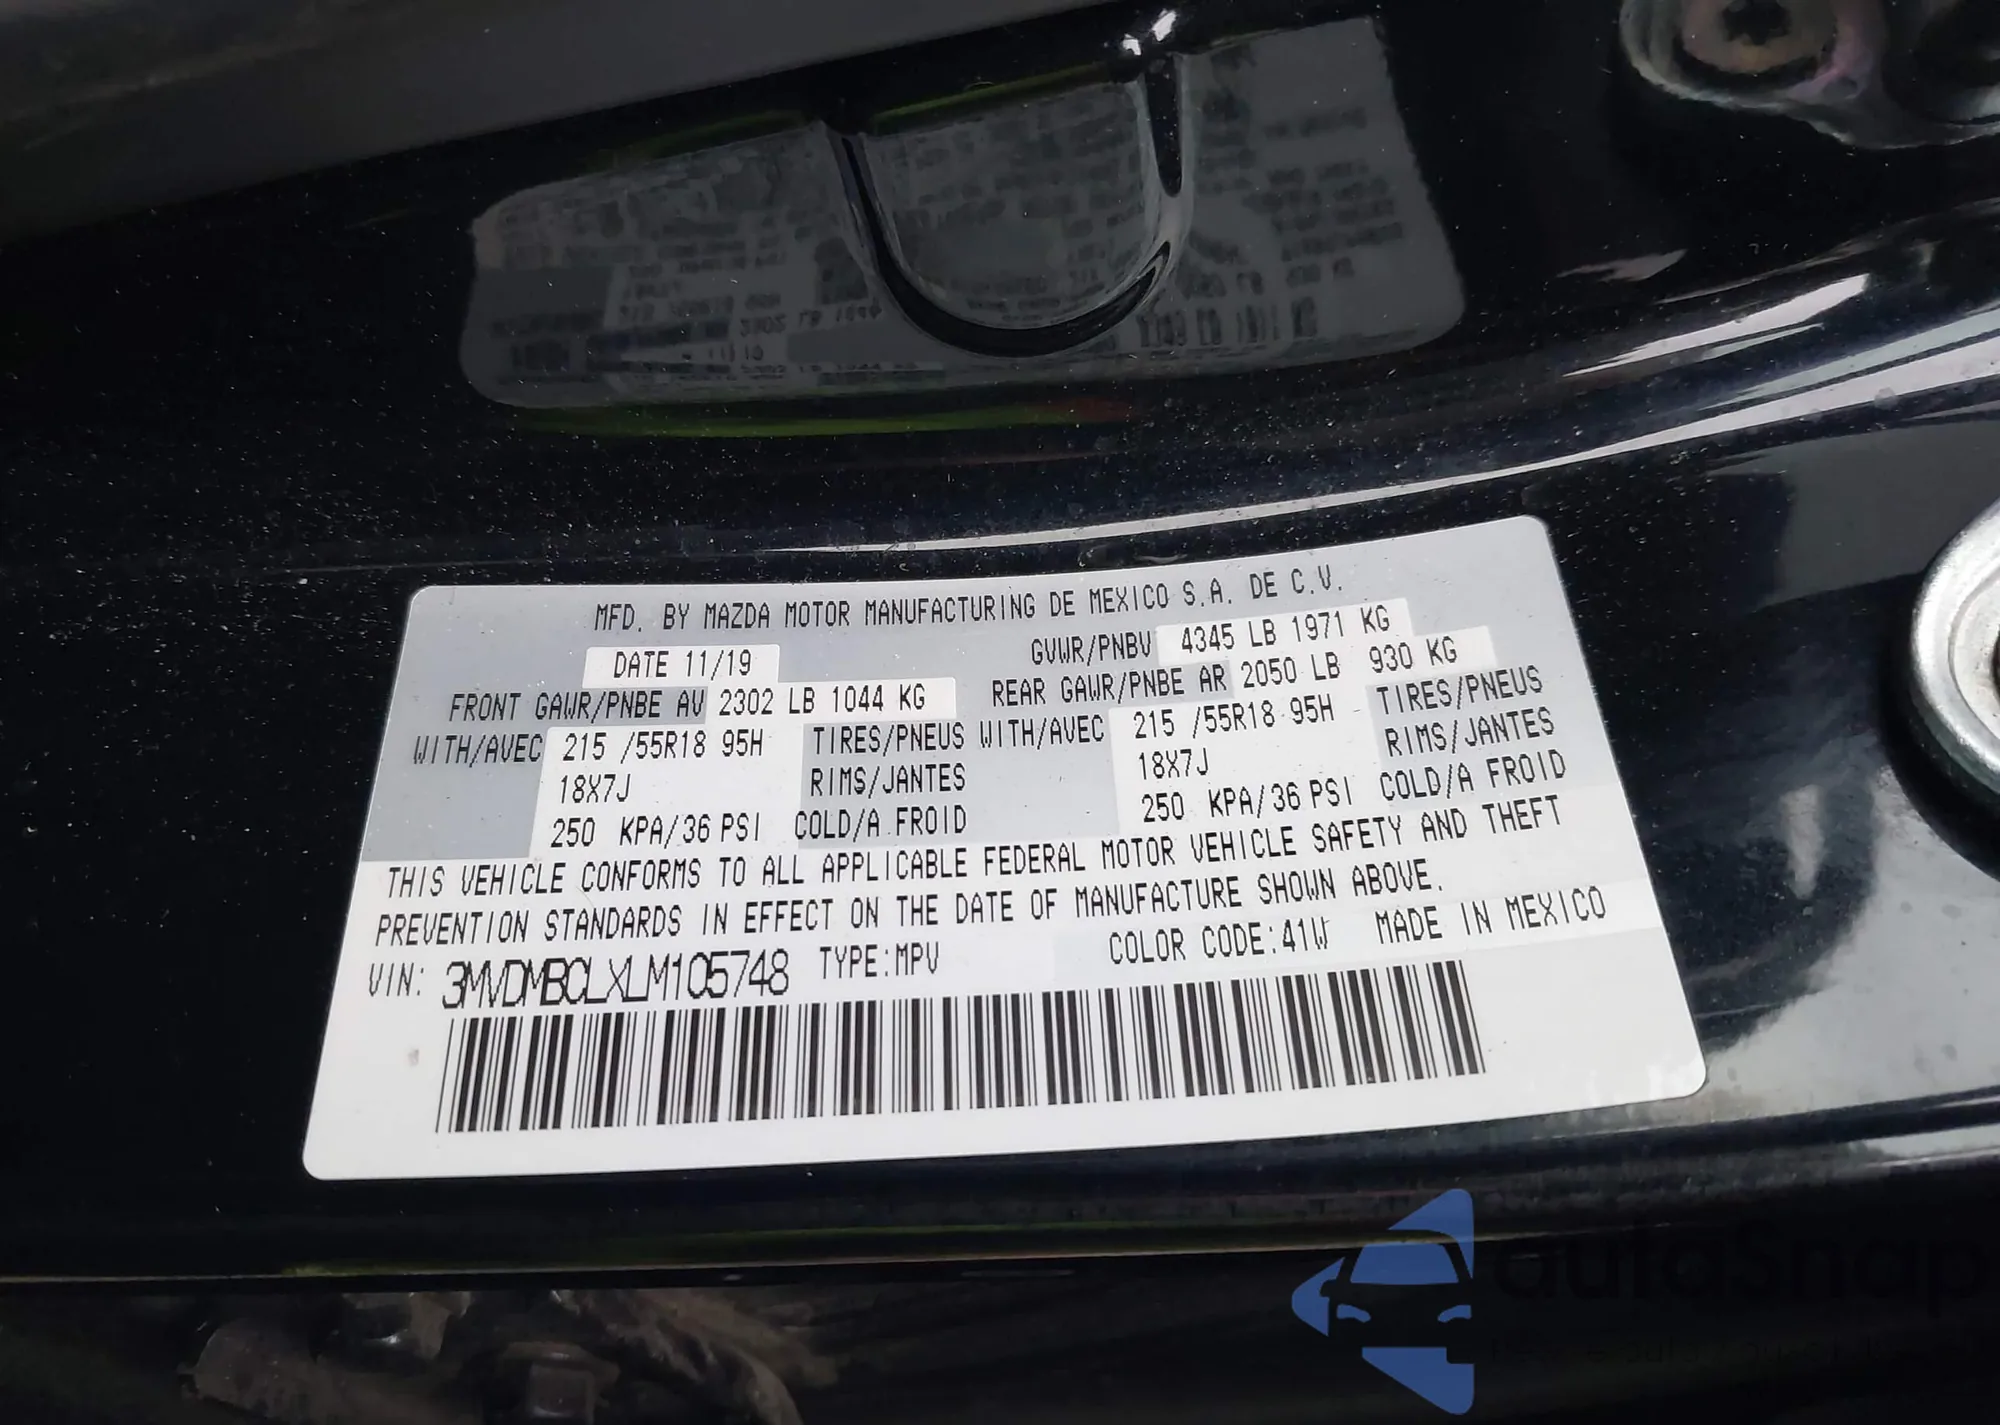 MFD. BY MAZDA MOTOR MANUFACTURING DE MEXICO S.A. DE C.V.
DATE 11/19 GVWR/PNBV 4345 LB 1971 KG
FRONT GAWR/PNBE AV 2302 LB 1044 KG REAR GAWR/PNBE AR 2050 LB 930 KG
WITH/AVEC 215 /55R18 95H TIRES/PNEUS WITH/AVEC 215 /55R18 95H TIRES/PNEUS
18X7J RIMS/JANTES 18X7J RIMS/JANTES
250 KPA/36 PSI COLD/A FROID 250 KPA/36 PSI COLD/A FROID
THIS VEHICLE CONFORMS TO ALL APPLICABLE FEDERAL MOTOR VEHICLE SAFETY AND THEFT
PREVENTION STANDARDS IN EFFECT ON THE DATE OF MANUFACTURE SHOWN ABOVE.
VIN: 3MVDMBCLXLM105748 TYPE:MPV COLOR CODE:41W MADE IN MEXICO
autosnap